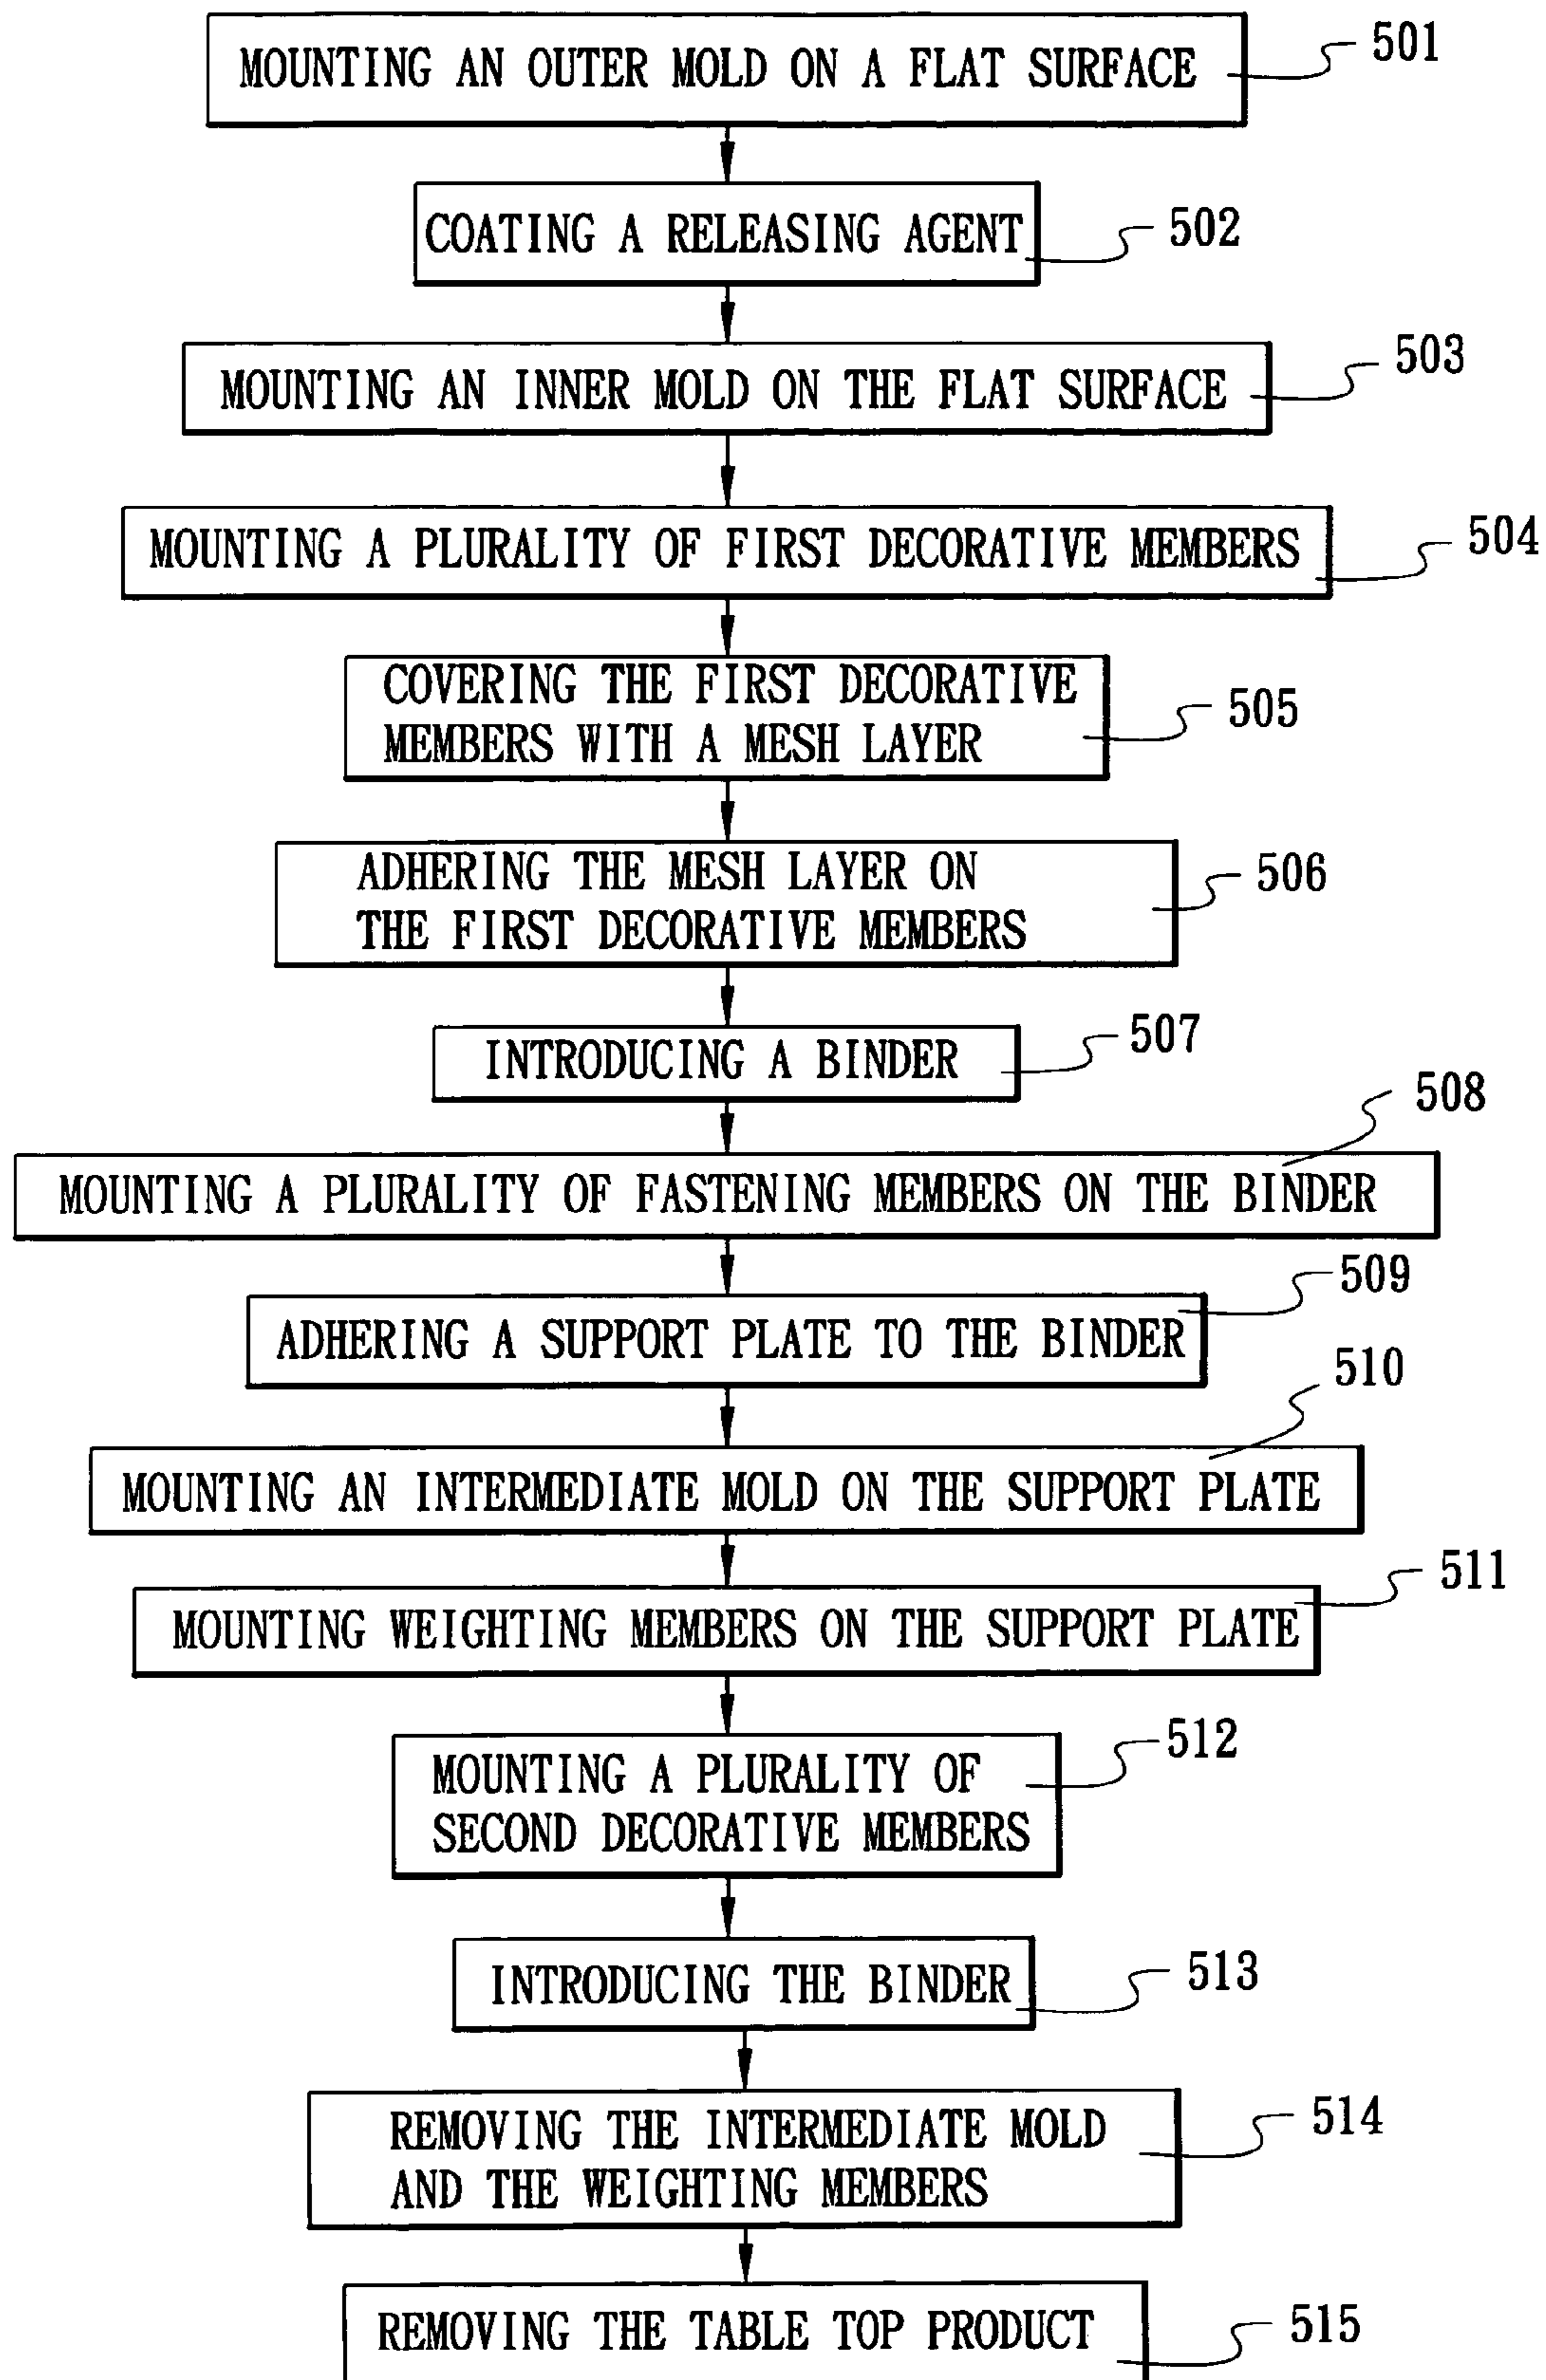 MOUNTING AN OUTER MOLD ON A FLAT SURFACE
501
COATING A RELEASING AGENT
502
MOUNTING AN INNER MOLD ON THE FLAT SURFACE
503
MOUNTING A PLURALITY OF FIRST DECORATIVE MEMBERS
504
COVERING THE FIRST DECORATIVE
MEMBERS WITH A MESH LAYER
505
ADHERING THE MESH LAYER ON
THE FIRST DECORATIVE MEMBERS
506
INTRODUCING A BINDER
507
MOUNTING A PLURALITY OF FASTENING MEMBERS ON THE BINDER
508
ADHERING A SUPPORT PLATE TO THE BINDER
509
MOUNTING AN INTERMEDIATE MOLD ON THE SUPPORT PLATE
510
MOUNTING WEIGHTING MEMBERS ON THE SUPPORT PLATE
511
MOUNTING A PLURALITY OF
SECOND DECORATIVE MEMBERS
512
INTRODUCING THE BINDER
513
REMOVING THE INTERMEDIATE MOLD
AND THE WEIGHTING MEMBERS
514
REMOVING THE TABLE TOP PRODUCT
515